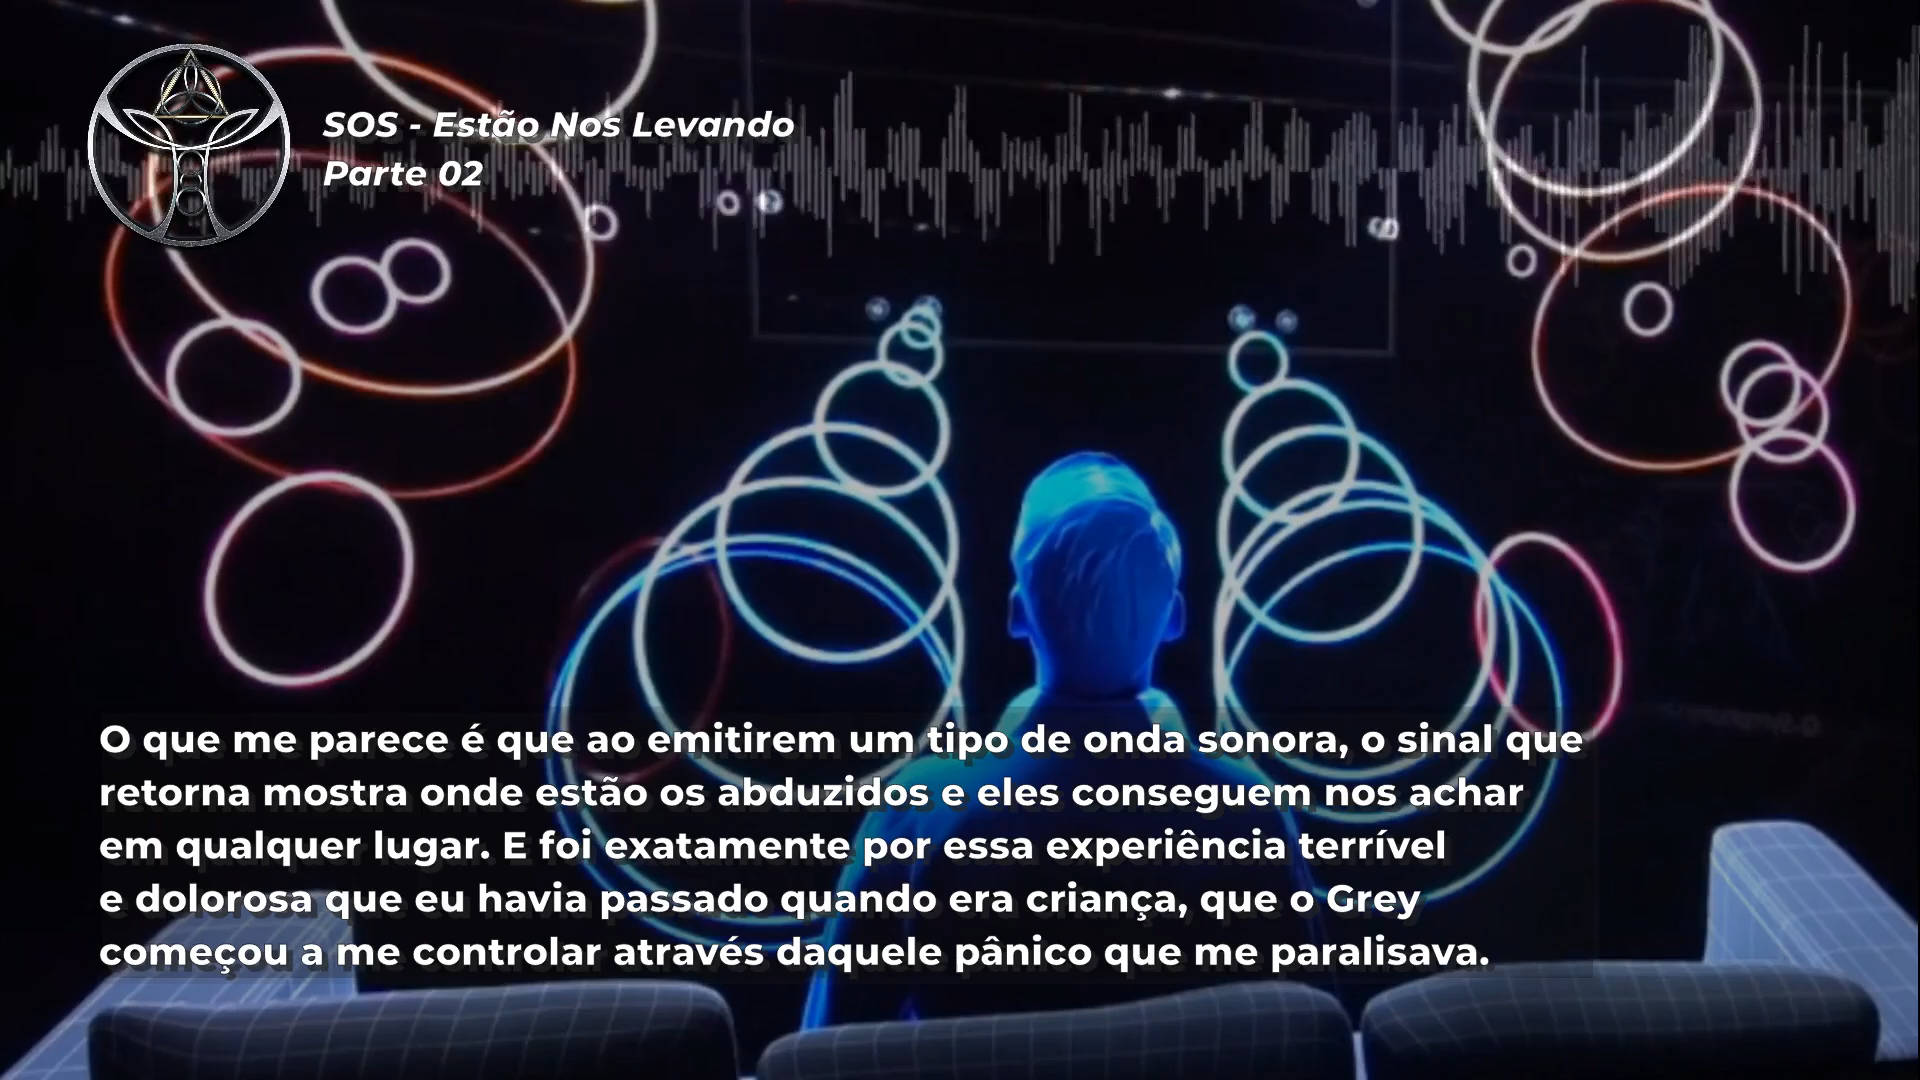 SOS - Estão Nos Levando
Parte 02
O que me parece é que ao emitirem um tipo de onda sonora, o sinal que
retorna mostra onde estão os abduzidos e eles conseguem nos achar
em qualquer lugar. E foi exatamente por essa experiência terrível
e dolorosa que eu havia passado quando era criança, que o Grey
começou a me controlar através daquele pânico que me paralisava.